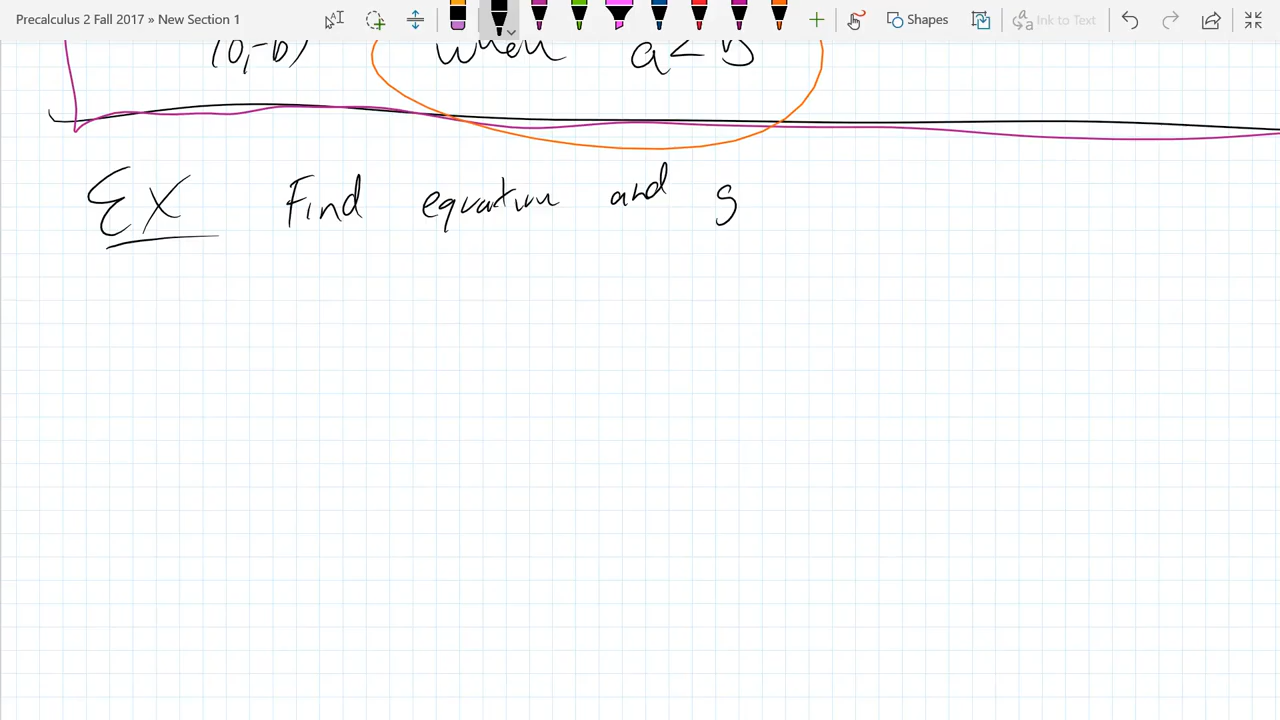 Precalculus 2 Fall 2017 » New Section 1
Shapes
Ink to Text
(0,-b) when a<b
EX Find equation and g